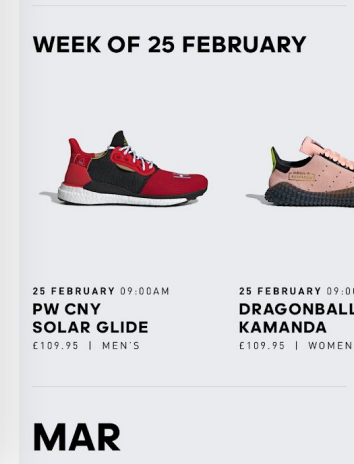 WEEK OF 25 FEBRUARY
25 FEBRUARY 09:00AM
PW CNY
SOLAR GLIDE
£109.95 | MEN'S
25 FEBRUARY
DRAGONBALL
KAMANDA
£109.95 | WOMEN
MAR